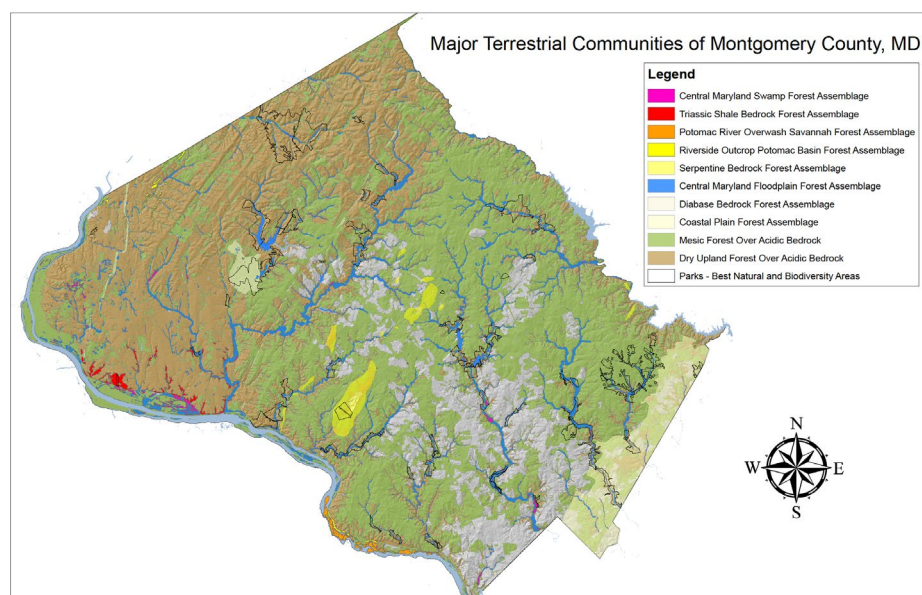 Major Terrestrial Communities of Montgomery County, MD
Legend
Central Maryland Swamp Forest Assemblage
Triassic Shale Bedrock Forest Assemblage
Potomac River Overwash Savannah Forest Assemblage
Riverside Outcrop Potomac Basin Forest Assemblage
Serpentine Bedrock Forest Assemblage
Central Maryland Floodplain Forest Assemblage
Diabase Bedrock Forest Assemblage
Coastal Plain Forest Assemblage
Mesic Forest Over Acidic Bedrock
Dry Upland Forest Over Acidic Bedrock
Parks - Best Natural and Biodiversity Areas
N
W
E
S